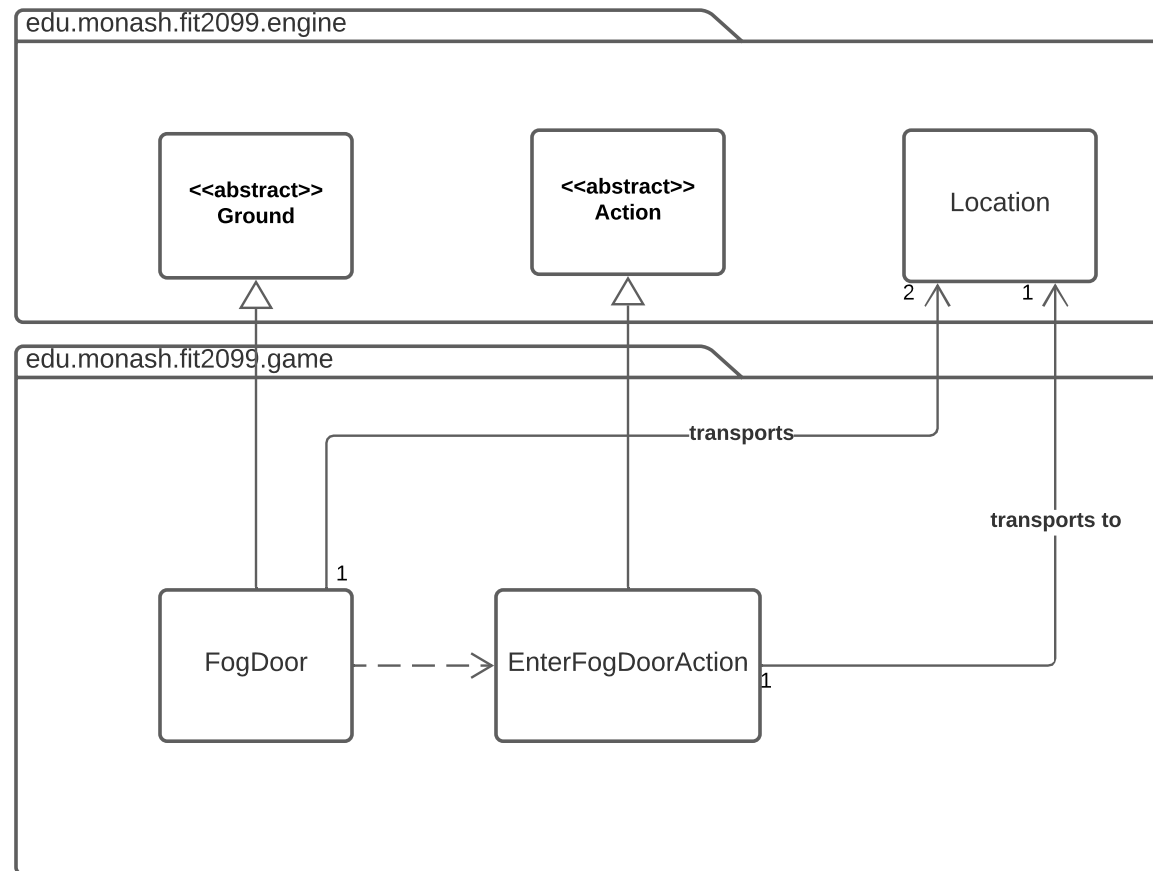 edu.monash.fit2099.engine
<<abstract>>
Ground
<<abstract>>
Action
Location
2
1
edu.monash.fit2099.game
transports
transports to
1
FogDoor
EnterFogDoorAction
1